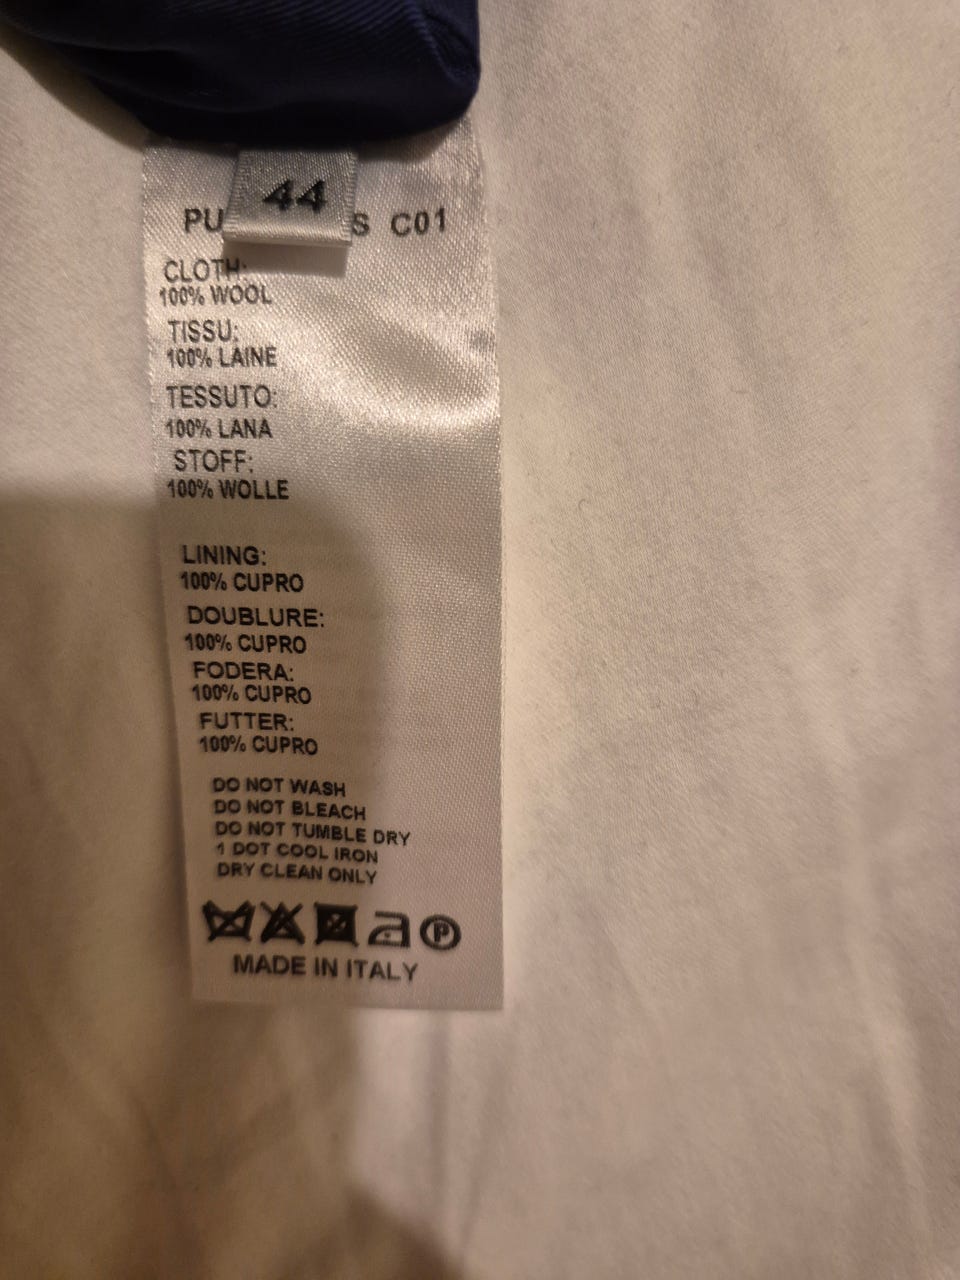 44
PU S C01
CLOTH:
100% WOOL
TISSU:
100% LAINE
TESSUTO:
100% LANA
STOFF:
100% WOLLE
LINING:
100% CUPRO
DOUBLURE:
100% CUPRO
FODERA:
100% CUPRO
FUTTER:
100% CUPRO
DO NOT WASH
DO NOT BLEACH
DO NOT TUMBLE DRY
1 DOT COOL IRON
DRY CLEAN ONLY
P
MADE IN ITALY